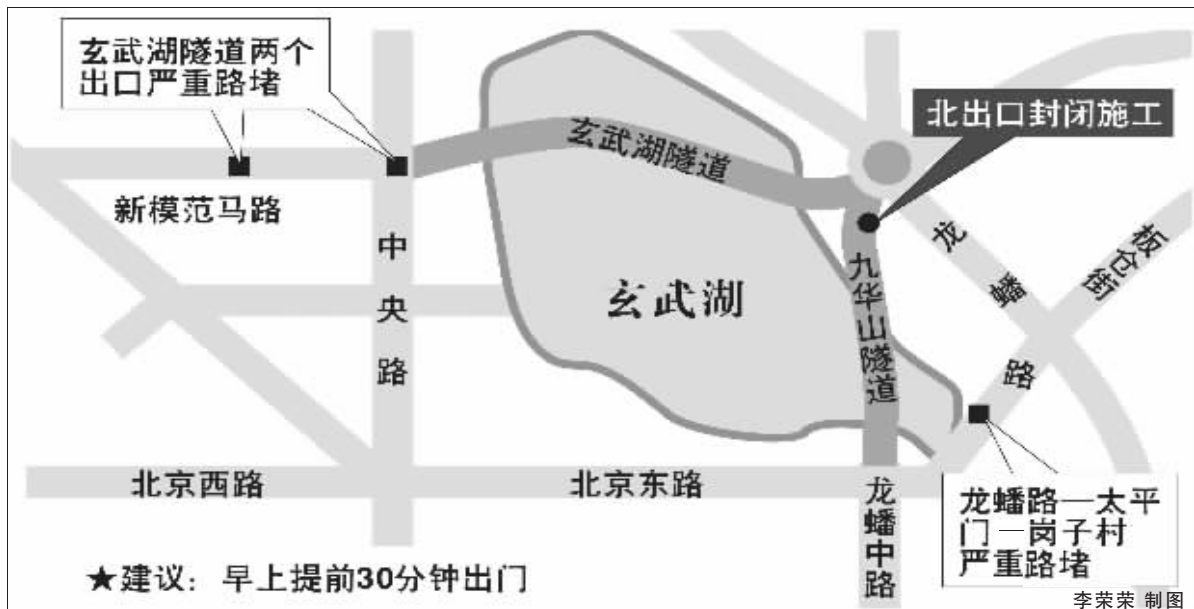 玄武湖隧道两个
出口严重路堵
北出口封闭施工
玄武湖隧道
新模范马路
中央路
玄武湖
九华山隧道
龙蟠路
板仓街
北京西路
北京东路
龙蟠中路
龙蟠路—太平
门—岗子村
严重路堵
★建议：早上提前30分钟出门
李荣荣 制图